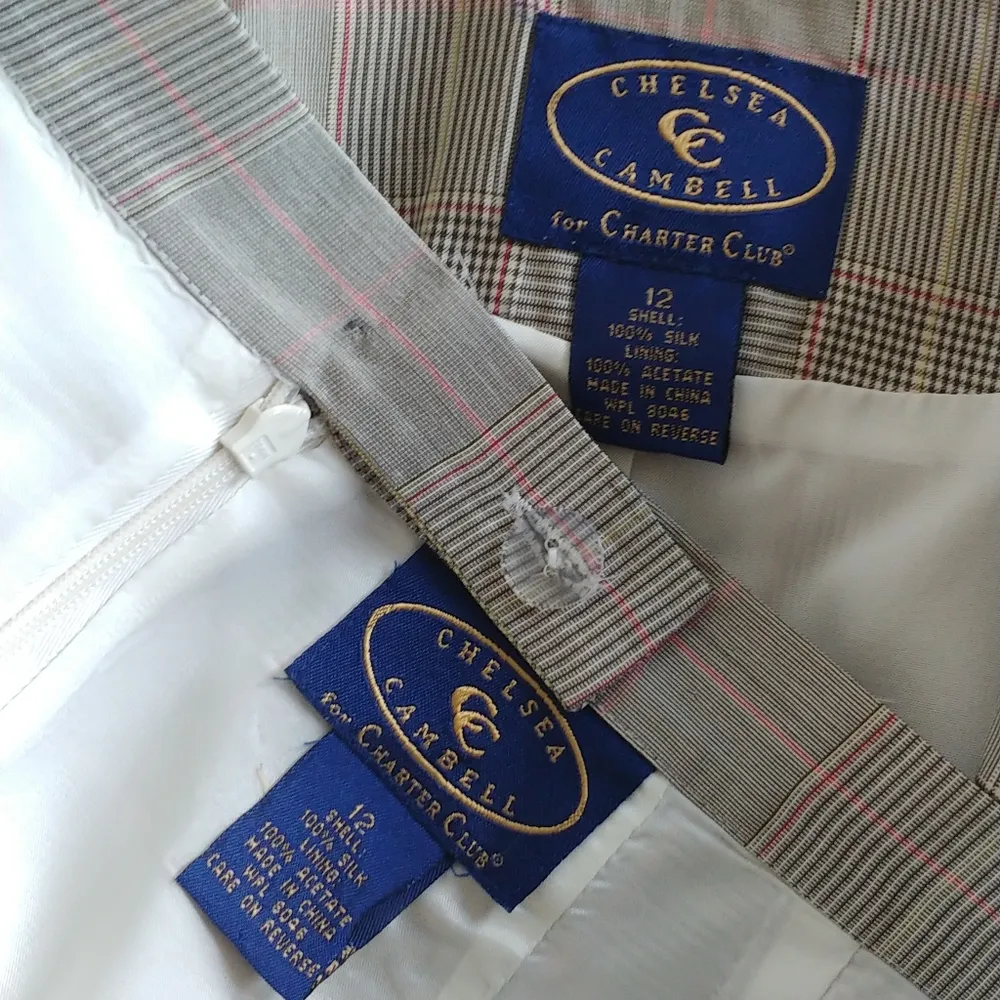 CHELSEA
CC
CAMBELL
for CHARTER CLUB®
12
SHELL:
100% SILK
LINING:
100% ACETATE
MADE IN CHINA
WPL 8046
CARE ON REVERSE
CHELSEA
CC
CAMBELL
for CHARTER CLUB®
12
SHELL:
100% SILK
LINING:
100% ACETATE
MADE IN CHINA
WPL 8046
CARE ON REVERSE